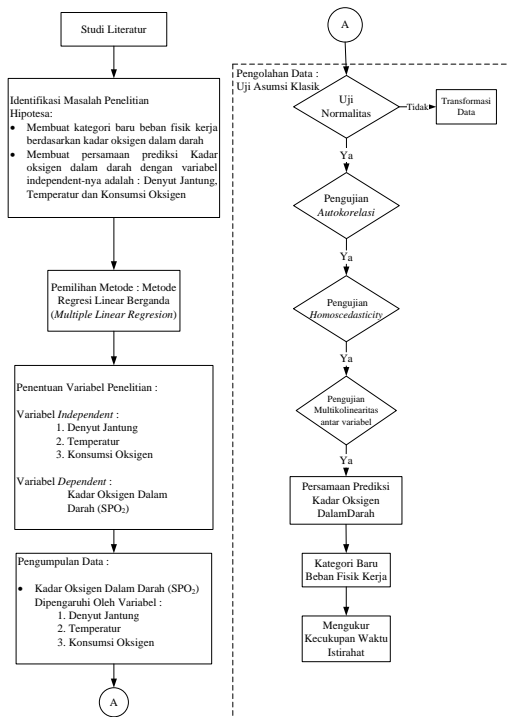 Studi Literatur
Identifikasi Masalah Penelitian
Hipotesa:
• Membuat kategori baru beban fisik kerja
berdasarkan kadar oksigen dalam darah
• Membuat persamaan prediksi Kadar
oksigen dalam darah dengan variabel
independent-nya adalah : Denyut Jantung,
Temperatur dan Konsumsi Oksigen
Pemilihan Metode : Metode
Regresi Linear Berganda
(Multiple Linear Regresion)
Penentuan Variabel Penelitian :
Variabel Independent :
1. Denyut Jantung
2. Temperatur
3. Konsumsi Oksigen
Variabel Dependent :
Kadar Oksigen Dalam
Darah (SPO₂)
Pengumpulan Data :
• Kadar Oksigen Dalam Darah (SPO₂)
Dipengaruhi Oleh Variabel :
1. Denyut Jantung
2. Temperatur
3. Konsumsi Oksigen
A
A
Pengolahan Data :
Uji Asumsi Klasik
Uji
Normalitas
Tidak
Transformasi
Data
Ya
Pengujian
Autokorelasi
Ya
Pengujian
Homoscedasticity
Ya
Pengujian
Multikolinearitas
antar variabel
Ya
Persamaan Prediksi
Kadar Oksigen
DalamDarah
Kategori Baru
Beban Fisik Kerja
Mengukur
Kecukupan Waktu
Istirahat